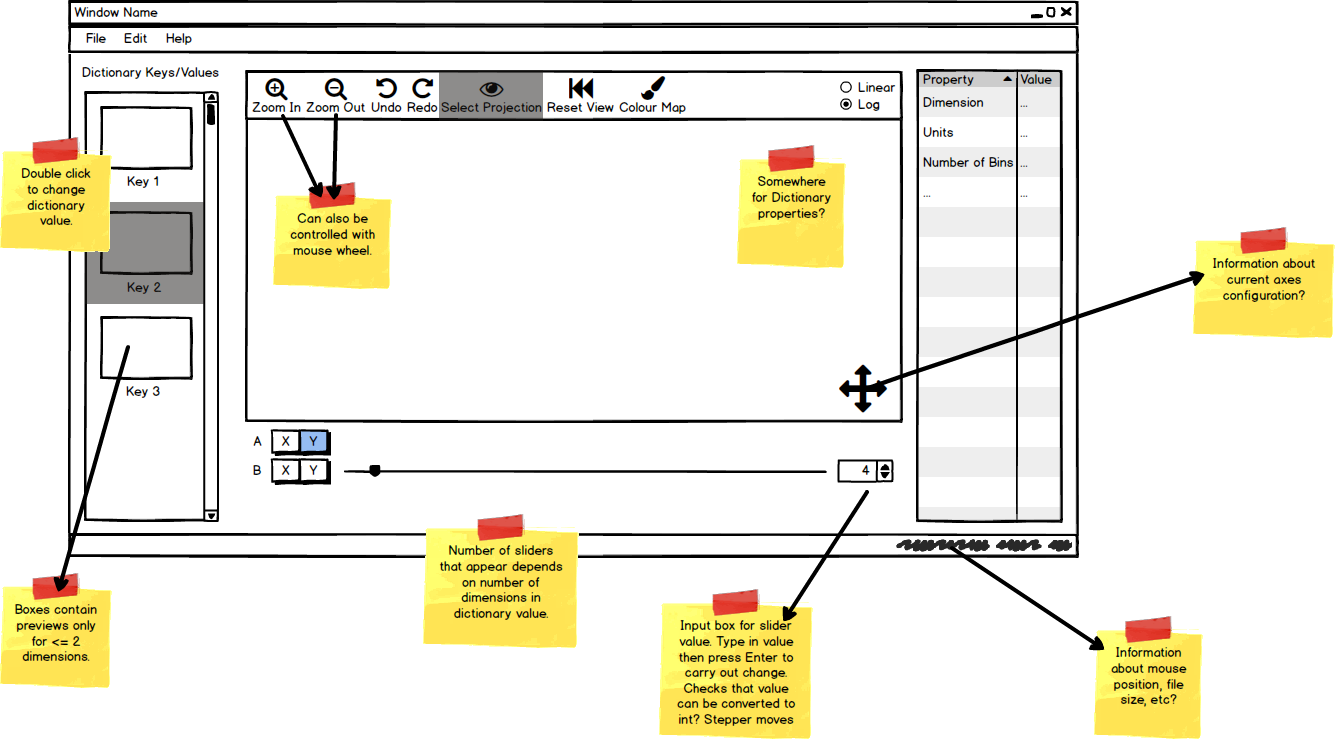 Window Name
File Edit Help
Dictionary Keys/Values
Zoom In Zoom Out Undo Redo Select Projection Reset View Colour Map
Linear
Log
Property Value
Dimension ...
Units ...
Number of Bins ...
... ...
Key 1
Key 2
Key 3
Double click
to change
dictionary
value.
Can also be
controlled with
mouse wheel.
Somewhere
for Dictionary
properties?
Information about
current axes
configuration?
A X Y
B X Y 4
Boxes contain
previews only
for <= 2
dimensions.
Number of sliders
that appear depends
on number of
dimensions in
dictionary value.
Input box for slider
value. Type in value
then press Enter to
carry out change.
Checks that value
can be converted to
int? Stepper moves
Information
about mouse
position, file
size, etc?